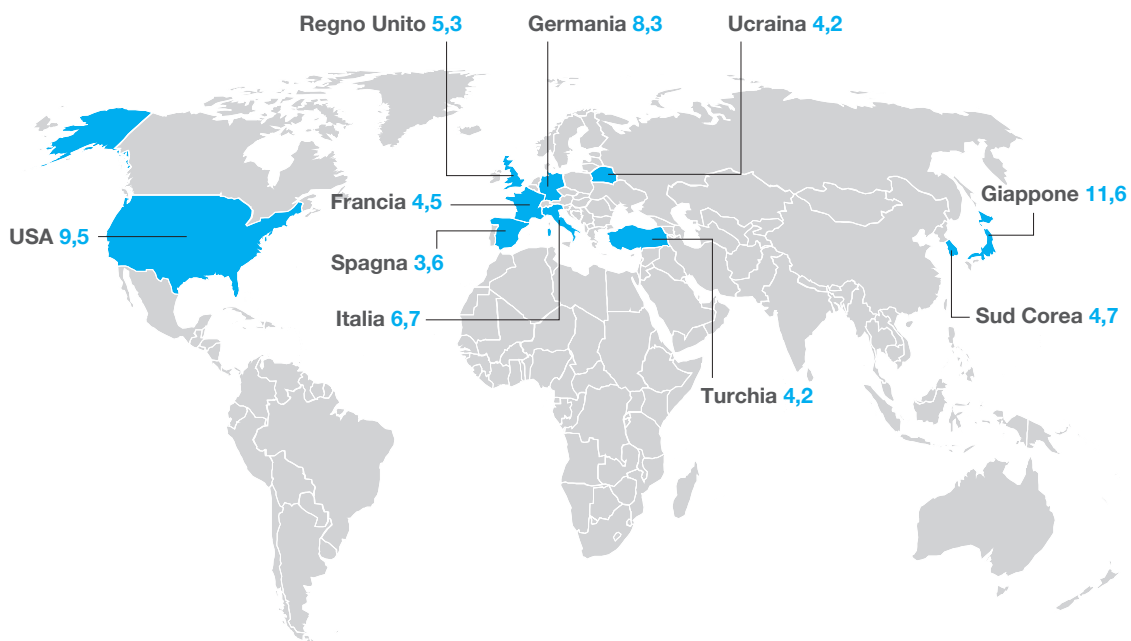 Regno Unito 5,3
Germania 8,3
Ucraina 4,2
Francia 4,5
Giappone 11,6
USA 9,5
Spagna 3,6
Italia 6,7
Sud Corea 4,7
Turchia 4,2